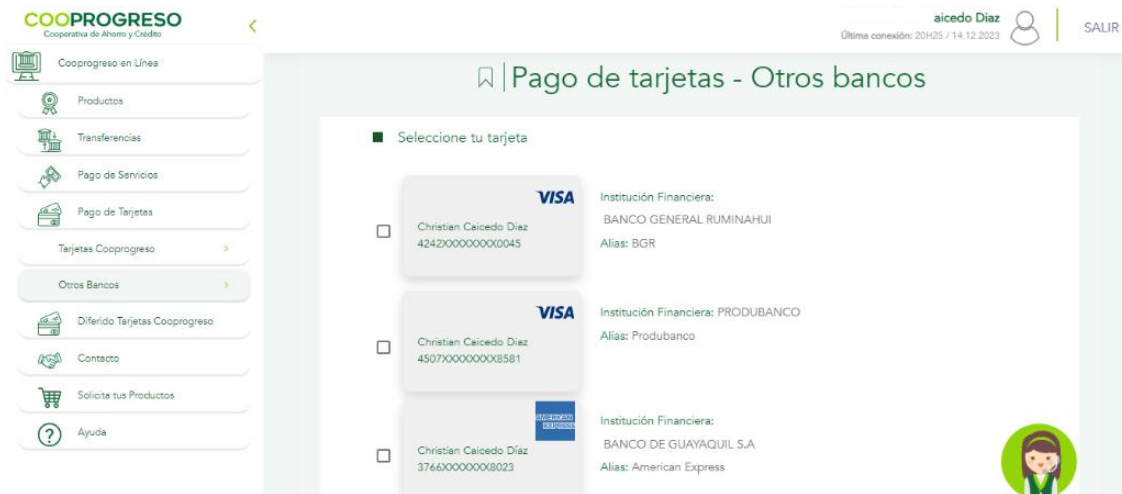 COOPROGRESO
Cooperativa de Ahorro y Crédito
Cooprogreso en Línea
Productos
Transferencias
Pago de Servicios
Pago de Tarjetas
Tarjetas Cooprogreso
Otros Bancos
Diferido Tarjetas Cooprogreso
Contacto
Solicita tus Productos
Ayuda
aicedo Diaz
Última conexión: 20H25 / 14.12.2023
SALIR
Pago de tarjetas - Otros bancos
Seleccione tu tarjeta
VISA
Christian Caicedo Diaz
4242XXXXXXXX0045
Institución Financiera:
BANCO GENERAL RUMINAHUI
Alias: BGR
VISA
Christian Caicedo Diaz
4507XXXXXXXX8581
Institución Financiera: PRODUBANCO
Alias: Produbanco
AMERICAN
EXPRESS
Christian Caicedo Díaz
3766XXXXXXX8023
Institución Financiera:
BANCO DE GUAYAQUIL S.A
Alias: American Express